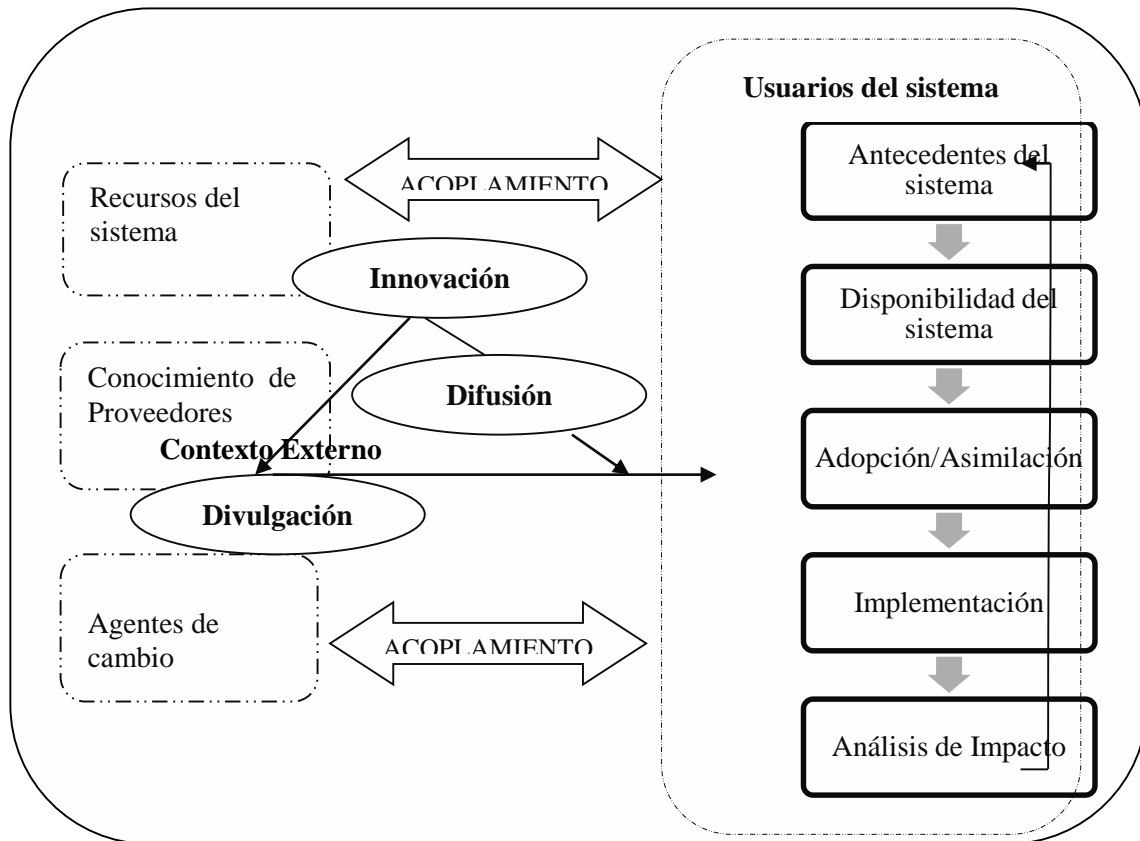 Usuarios del sistema
Recursos del
sistema
ACOPLAMIENTO
Innovación
Conocimiento de
Proveedores
Difusión
Contexto Externo
Divulgación
Agentes de
cambio
ACOPLAMIENTO
Antecedentes del
sistema
Disponibilidad del
sistema
Adopción/Asimilación
Implementación
Análisis de Impacto